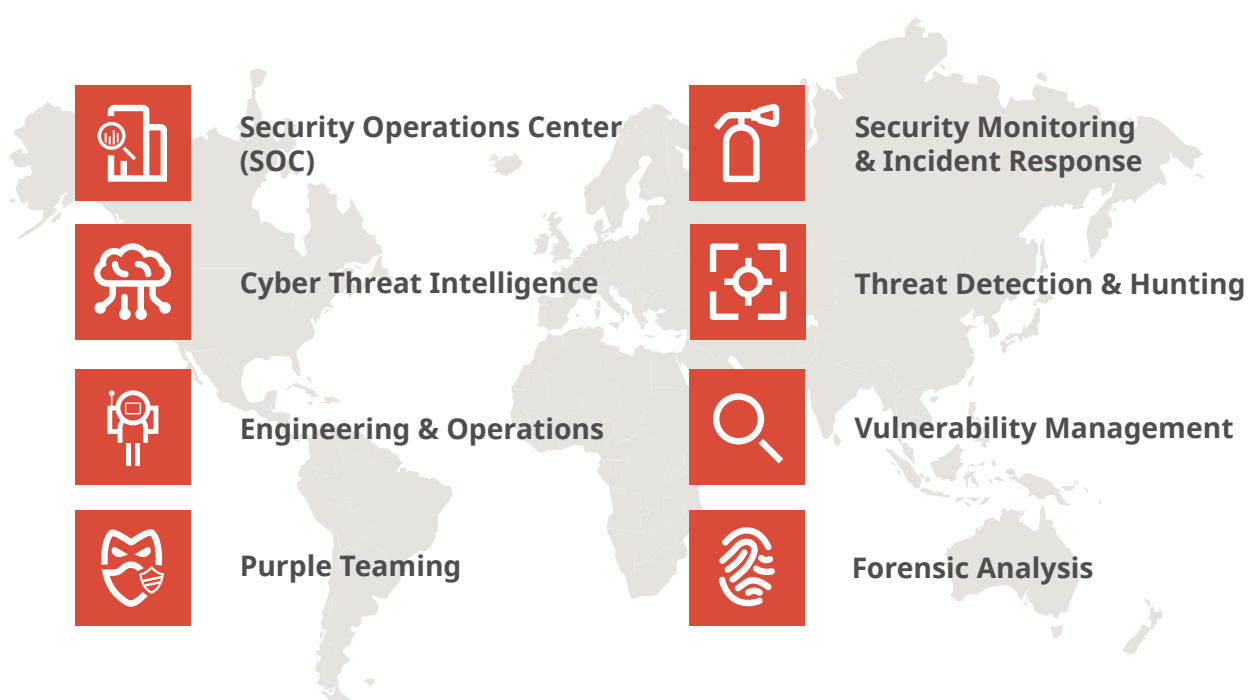 Security Operations Center
(SOC)
Security Monitoring
& Incident Response
Cyber Threat Intelligence
Threat Detection & Hunting
Engineering & Operations
Vulnerability Management
Purple Teaming
Forensic Analysis